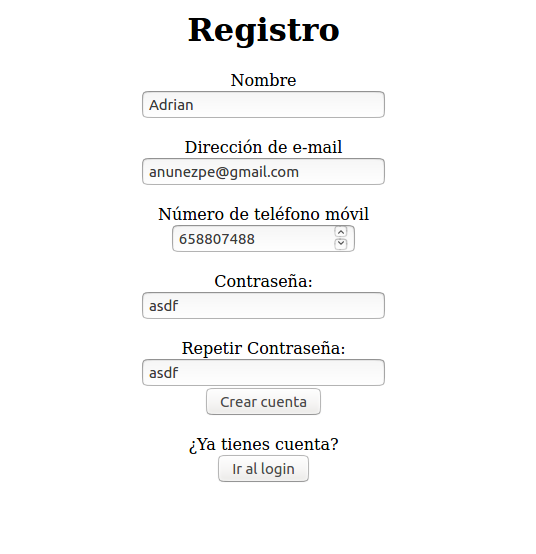 Registro
Nombre
Adrian
Dirección de e-mail
anunezpe@gmail.com
Número de teléfono móvil
658807488
Contraseña:
asdf
Repetir Contraseña:
asdf
Crear cuenta
¿Ya tienes cuenta?
Ir al login